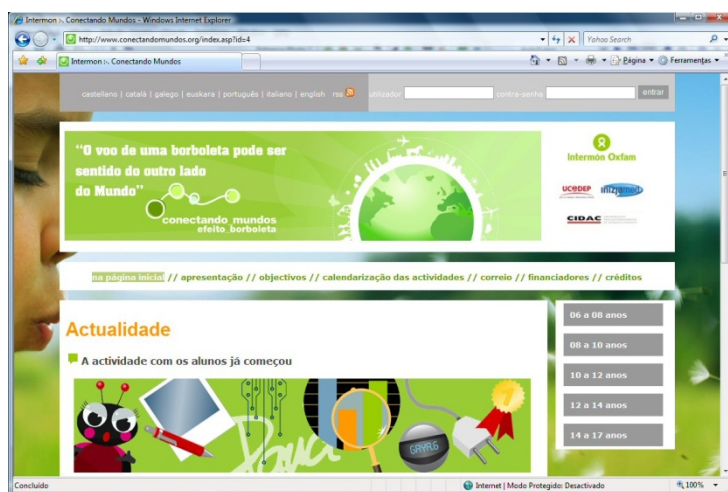 Intermon :-. Conectando Mundos - Windows Internet Explorer
http://www.conectandomundos.org/index.asp?id=4
Yahoo Search
Intermon :-. Conectando Mundos
Página
Ferramentas
castellano | català | galego | euskara | português | italiano | english rss
utilizador
contra-senha
entrar
"O voo de uma borboleta pode ser
sentido do outro lado
do Mundo"
conectando_mundos
efeito_borboleta
Intermón Oxfam
UCODEP
CIDAC
na página inicial // apresentação // objectivos // calendarização das actividades // correio // financiadores // créditos
Actualidade
A actividade com os alunos já começou
06 a 08 anos
08 a 10 anos
10 a 12 anos
12 a 14 anos
14 a 17 anos
Concluído
Internet | Modo Protegido: Desactivado
100%